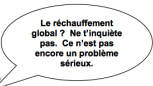 Le réchauffement
global ? Ne t'inquiète
pas. Ce n'est pas
encore un problème
sérieux.